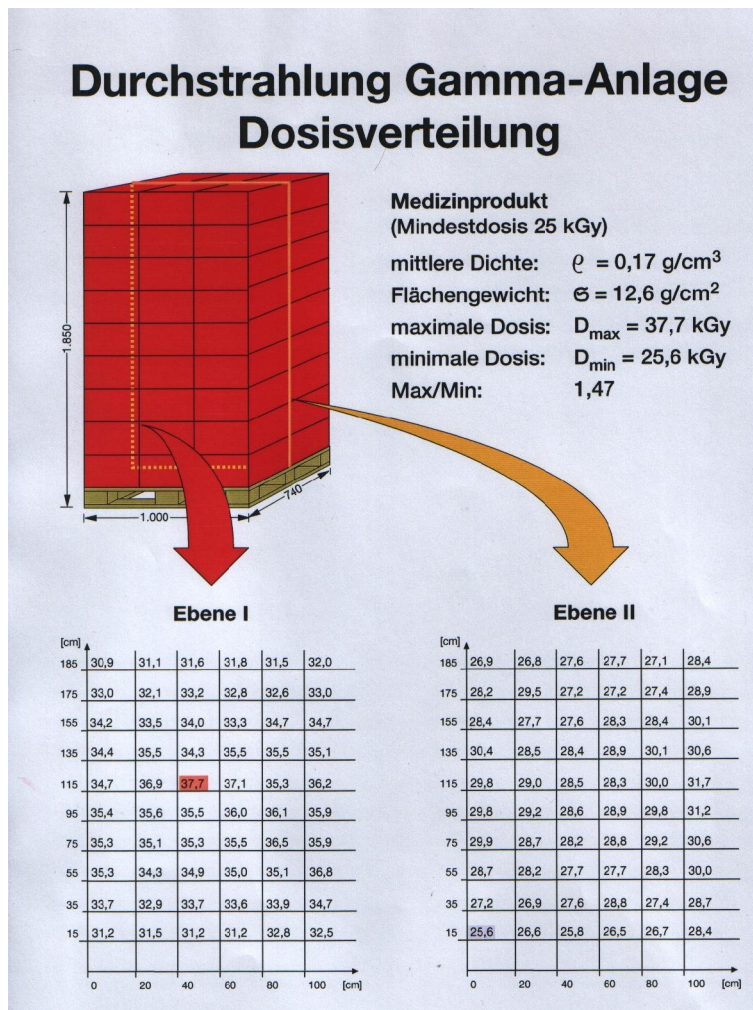 Durchstrahlung Gamma-Anlage
Dosisverteilung
Medizinprodukt
(Mindestdosis 25 kGy)
mittlere Dichte: ϱ = 0,17 g/cm³
Flächengewicht: ϭ = 12,6 g/cm²
maximale Dosis: Dmax = 37,7 kGy
minimale Dosis: Dmin = 25,6 kGy
Max/Min: 1,47
1.850
1.000
740
Ebene I
[cm]
185 30,9 31,1 31,6 31,8 31,5 32,0
175 33,0 32,1 33,2 32,8 32,6 33,0
155 34,2 33,5 34,0 33,3 34,7 34,7
135 34,4 35,5 34,3 35,5 35,5 35,1
115 34,7 36,9 37,7 37,1 35,3 36,2
95 35,4 35,6 35,5 36,0 36,1 35,9
75 35,3 35,1 35,3 35,5 36,5 35,9
55 35,3 34,3 34,9 35,0 35,1 36,8
35 33,7 32,9 33,7 33,6 33,9 34,7
15 31,2 31,5 31,2 31,2 32,8 32,5
0 20 40 60 80 100 [cm]
Ebene II
[cm]
185 26,9 26,8 27,6 27,7 27,1 28,4
175 28,2 29,5 27,2 27,2 27,4 28,9
155 28,4 27,7 27,6 28,3 28,4 30,1
135 30,4 28,5 28,4 28,9 30,1 30,6
115 29,8 29,0 28,5 28,3 30,0 31,7
95 29,8 29,2 28,6 28,9 29,8 31,2
75 29,9 28,7 28,2 28,8 29,2 30,6
55 28,7 28,2 27,7 27,7 28,3 30,0
35 27,2 26,9 27,6 28,8 27,4 28,7
15 25,6 26,6 25,8 26,5 26,7 28,4
0 20 40 60 80 100 [cm]